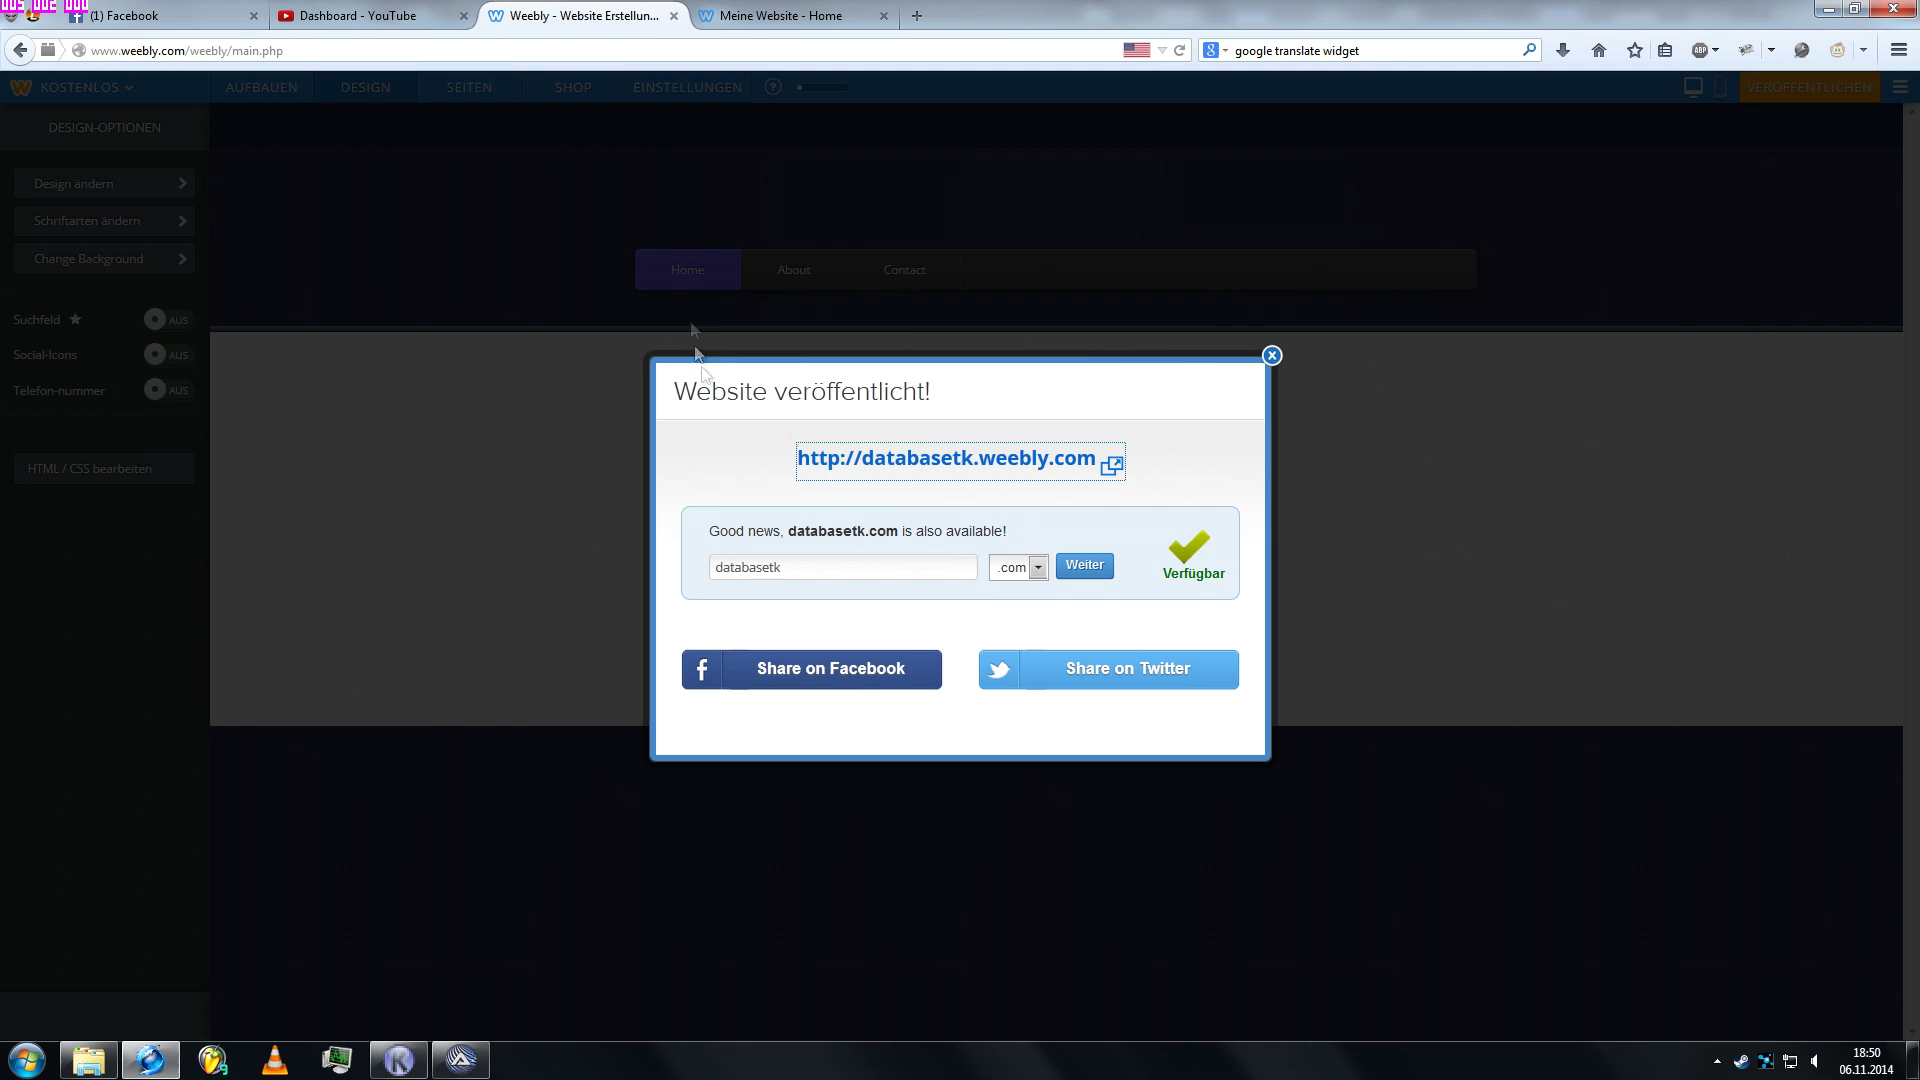 005 002 000
(1) Facebook
Dashboard - YouTube
Weebly - Website Erstellun...
Meine Website - Home
www.weebly.com/weebly/main.php
google translate widget
KOSTENLOS
AUFBAUEN
DESIGN
SEITEN
SHOP
EINSTELLUNGEN
VERÖFFENTLICHEN
DESIGN-OPTIONEN
Design ändern
Schriftarten ändern
Change Background
Suchfeld
AUS
Social-Icons
AUS
Telefon-nummer
AUS
HTML / CSS bearbeiten
Home
About
Contact
Website veröffentlicht!
http://databasetk.weebly.com
Good news, databasetk.com is also available!
databasetk
.com
Weiter
Verfügbar
Share on Facebook
Share on Twitter
18:50
06.11.2014